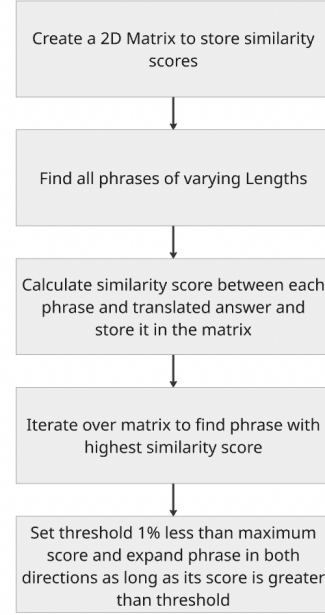 Create a 2D Matrix to store similarity
scores
Find all phrases of varying Lengths
Calculate similarity score between each
phrase and translated answer and
store it in the matrix
Iterate over matrix to find phrase with
highest similarity score
Set threshold 1% less than maximum
score and expand phrase in both
directions as long as its score is greater
than threshold